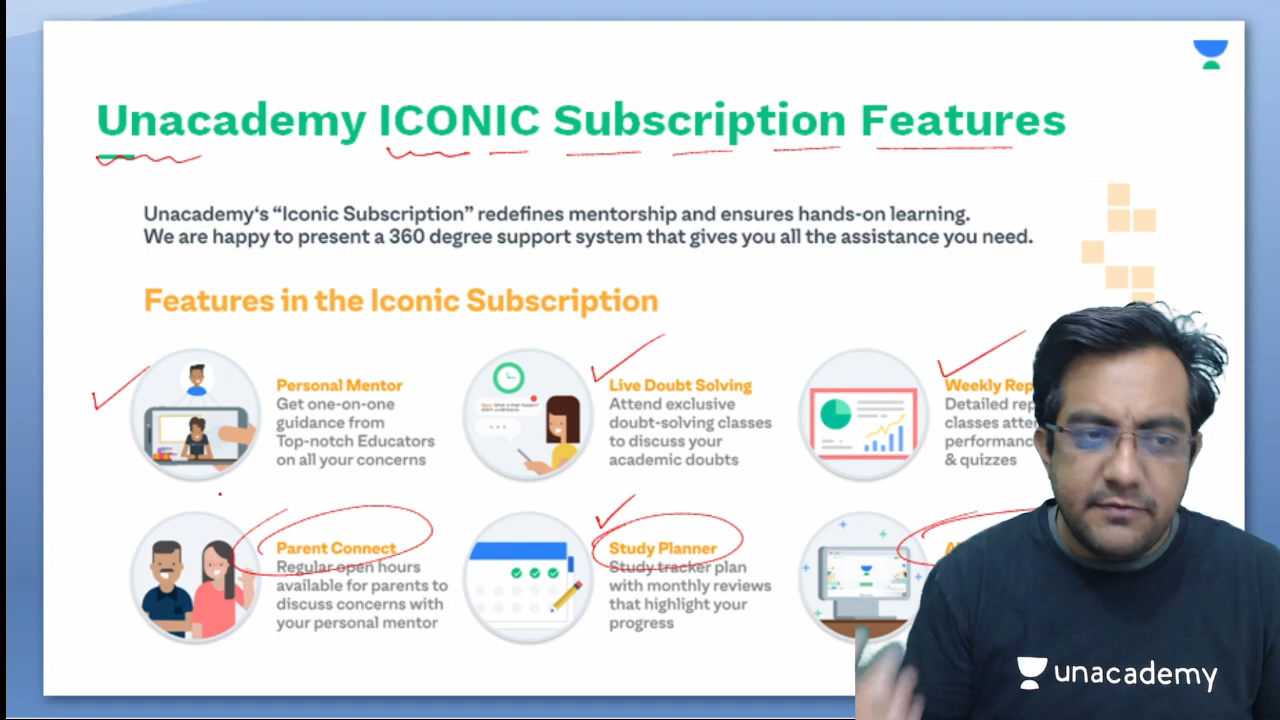 Unacademy ICONIC Subscription Features
Unacademy‘s “Iconic Subscription” redefines mentorship and ensures hands-on learning.
We are happy to present a 360 degree support system that gives you all the assistance you need.
Features in the Iconic Subscription
Personal Mentor
Get one-on-one
guidance from
Top-notch Educators
on all your concerns
Live Doubt Solving
Attend exclusive
doubt-solving classes
to discuss your
academic doubts
Weekly
Detailed
classes
& quizzes
Parent Connect
Regular open hours
available for parents to
discuss concerns with
your personal mentor
Study Planner
Study tracker plan
with monthly reviews
that highlight your
progress
unacademy